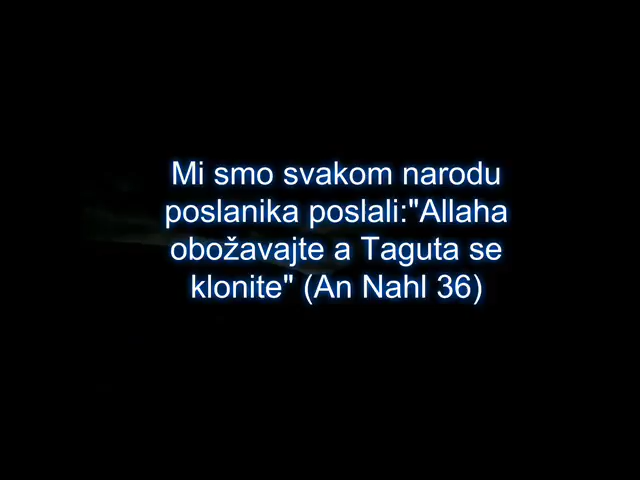 Mi smo svakom narodu
poslanika poslali:"Allaha
obožavajte a Taguta se
klonite" (An Nahl 36)